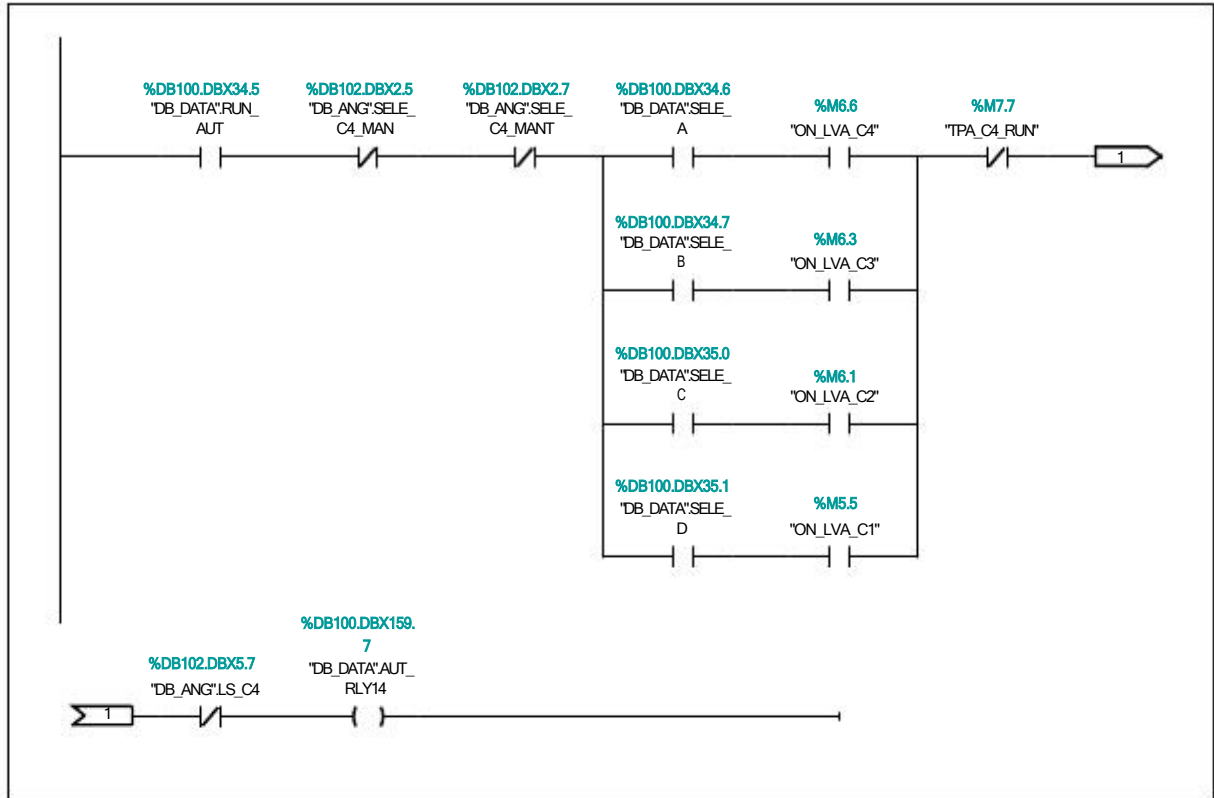 %DB100.DBX34.5 %DB102.DBX2.5 %DB102.DBX2.7 %DB100.DBX34.6
"DB_DATA".RUN_ "DB_ANG".SELE_ "DB_ANG".SELE_ "DB_DATA".SELE_ %M6.6 %M7.7
AUT C4_MAN C4_MANT A "ON_LVA_C4" "TPA_C4_RUN"
1
%DB100.DBX34.7
"DB_DATA".SELE_ %M6.3
B "ON_LVA_C3"
%DB100.DBX35.0
"DB_DATA".SELE_ %M6.1
C "ON_LVA_C2"
%DB100.DBX35.1
"DB_DATA".SELE_ %M5.5
D "ON_LVA_C1"
%DB100.DBX159.
7
%DB102.DBX5.7 "DB_DATA".AUT_
"DB_ANG".LS_C4 RLY14
1